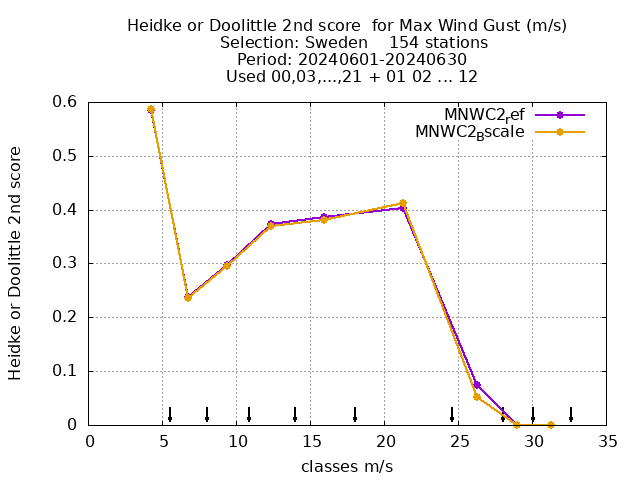 Heidke or Doolittle 2nd score  for Max Wind Gust (m/s)
Selection: Sweden    154 stations
Period: 20240601-20240630
Used 00,03,...,21 + 01 02 ... 12
MNWC2ref
MNWC2Bscale
Heidke or Doolittle 2nd score
0.6
0.5
0.4
0.3
0.2
0.1
0
0 5 10 15 20 25 30 35
classes m/s